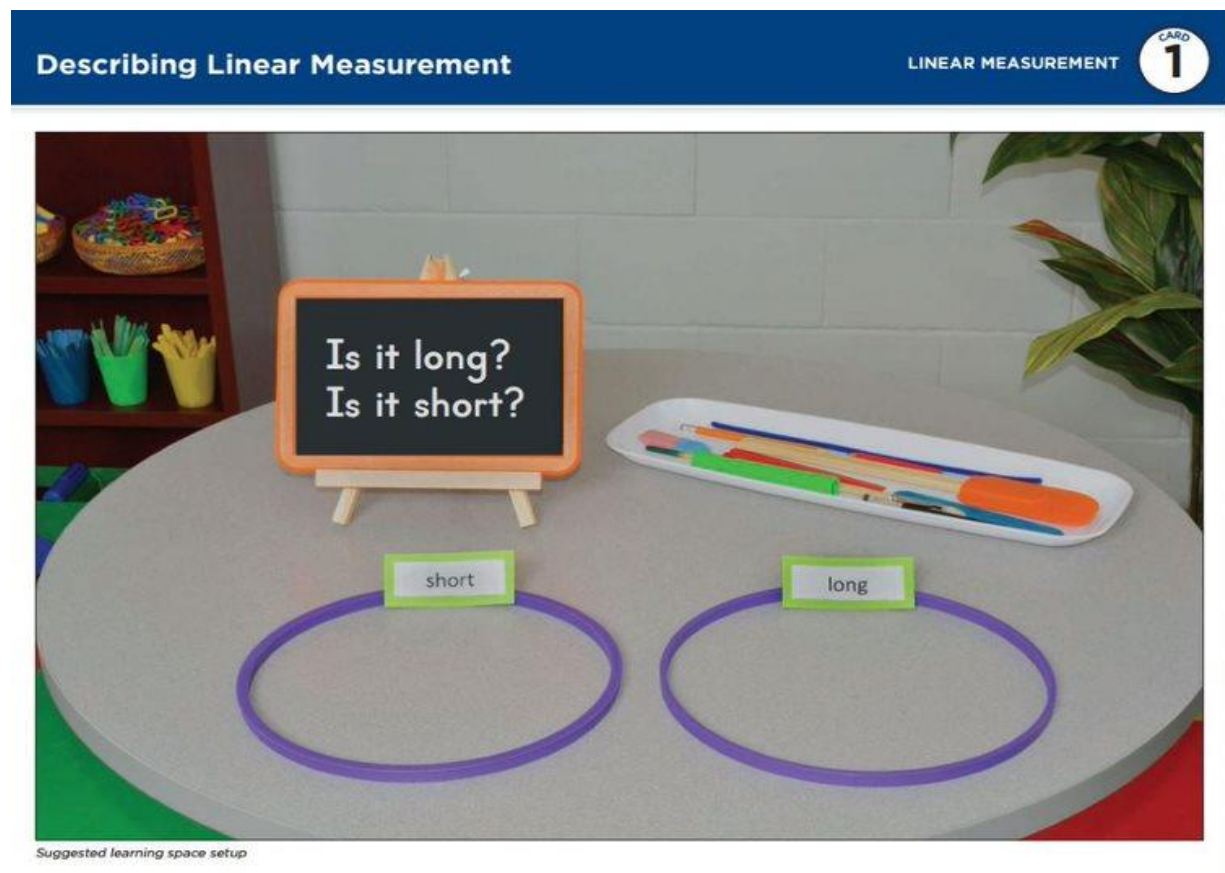 Describing Linear Measurement
LINEAR MEASUREMENT
CARD
1
Is it long?
Is it short?
short
long
Suggested learning space setup